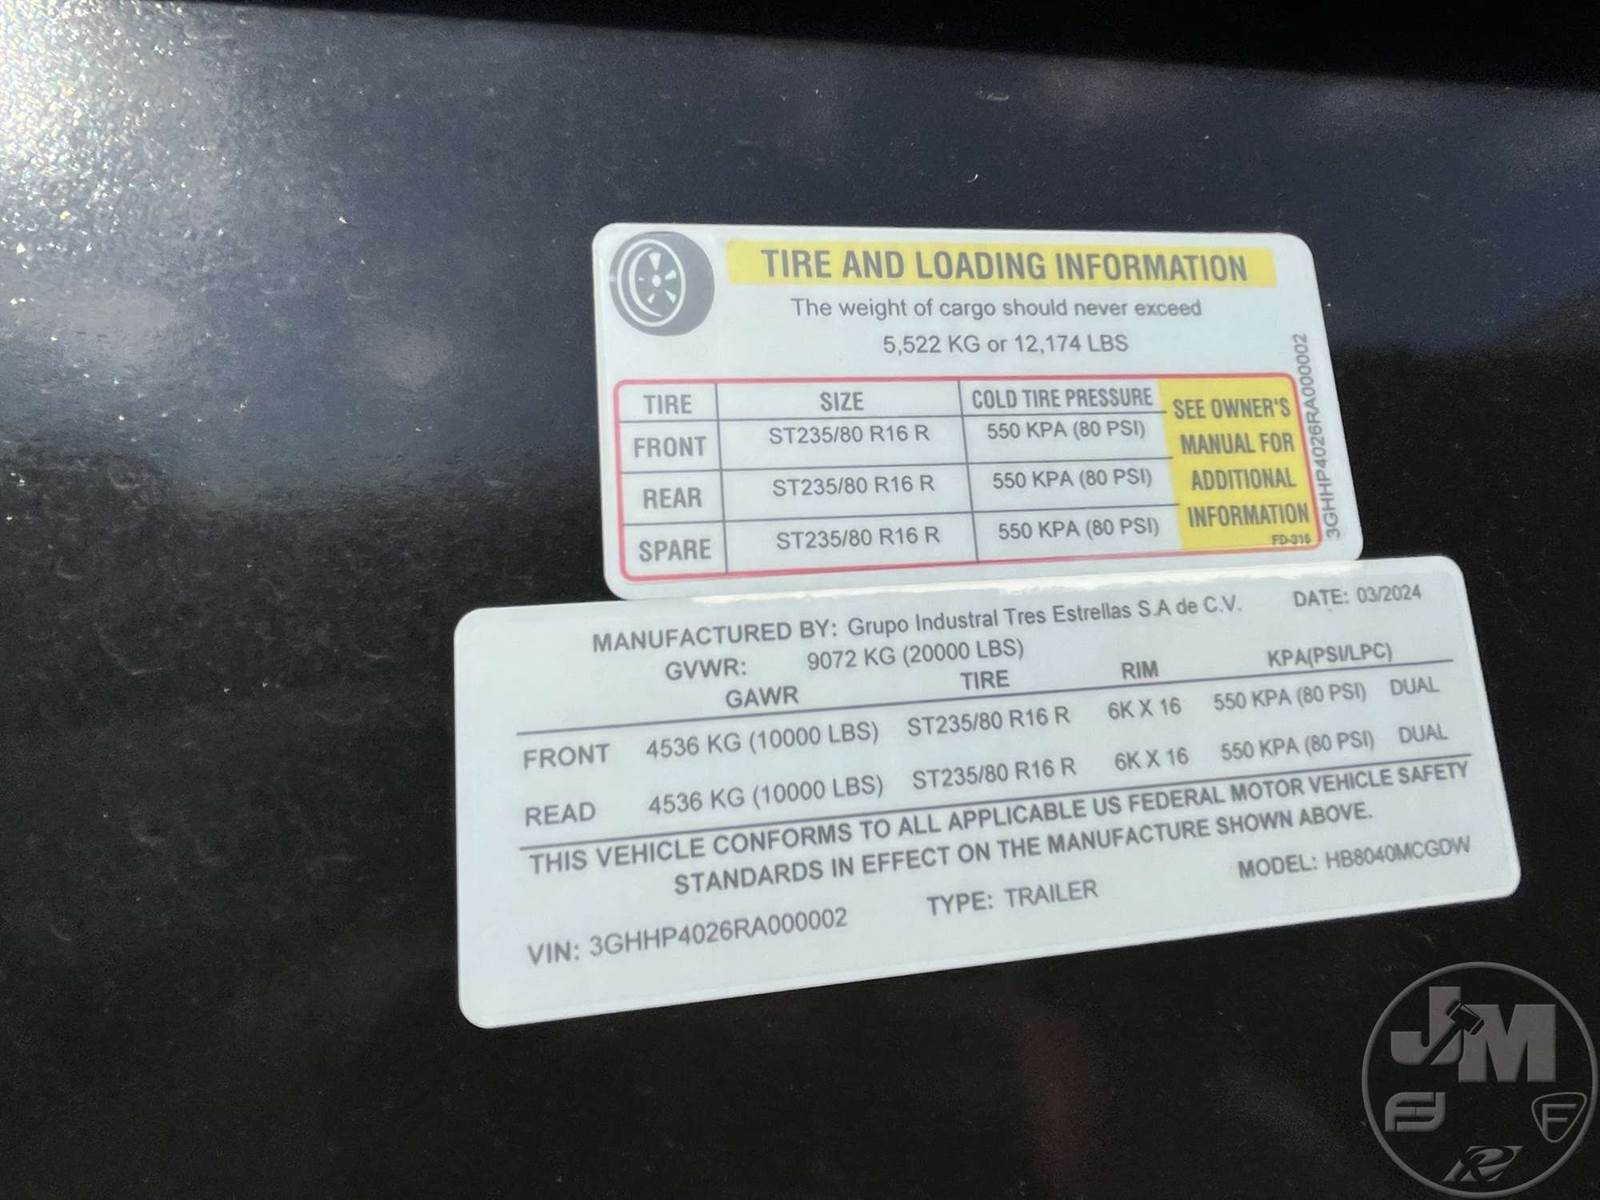 TIRE AND LOADING INFORMATION
The weight of cargo should never exceed
5,522 KG or 12,174 LBS
TIRE SIZE COLD TIRE PRESSURE
FRONT ST235/80 R16 R 550 KPA (80 PSI)
REAR ST235/80 R16 R 550 KPA (80 PSI)
SPARE ST235/80 R16 R 550 KPA (80 PSI)
SEE OWNER'S
MANUAL FOR
ADDITIONAL
INFORMATION
FD-316
3GHHP4026RA000002
MANUFACTURED BY: Grupo Industral Tres Estrellas S.A de C.V. DATE: 03/2024
GVWR: 9072 KG (20000 LBS)
GAWR TIRE RIM KPA(PSI/LPC)
FRONT 4536 KG (10000 LBS) ST235/80 R16 R 6K X 16 550 KPA (80 PSI) DUAL
READ 4536 KG (10000 LBS) ST235/80 R16 R 6K X 16 550 KPA (80 PSI) DUAL
THIS VEHICLE CONFORMS TO ALL APPLICABLE US FEDERAL MOTOR VEHICLE SAFETY
STANDARDS IN EFFECT ON THE MANUFACTURE SHOWN ABOVE.
VIN: 3GHHP4026RA000002 TYPE: TRAILER MODEL: HB8040MCGDW
JM